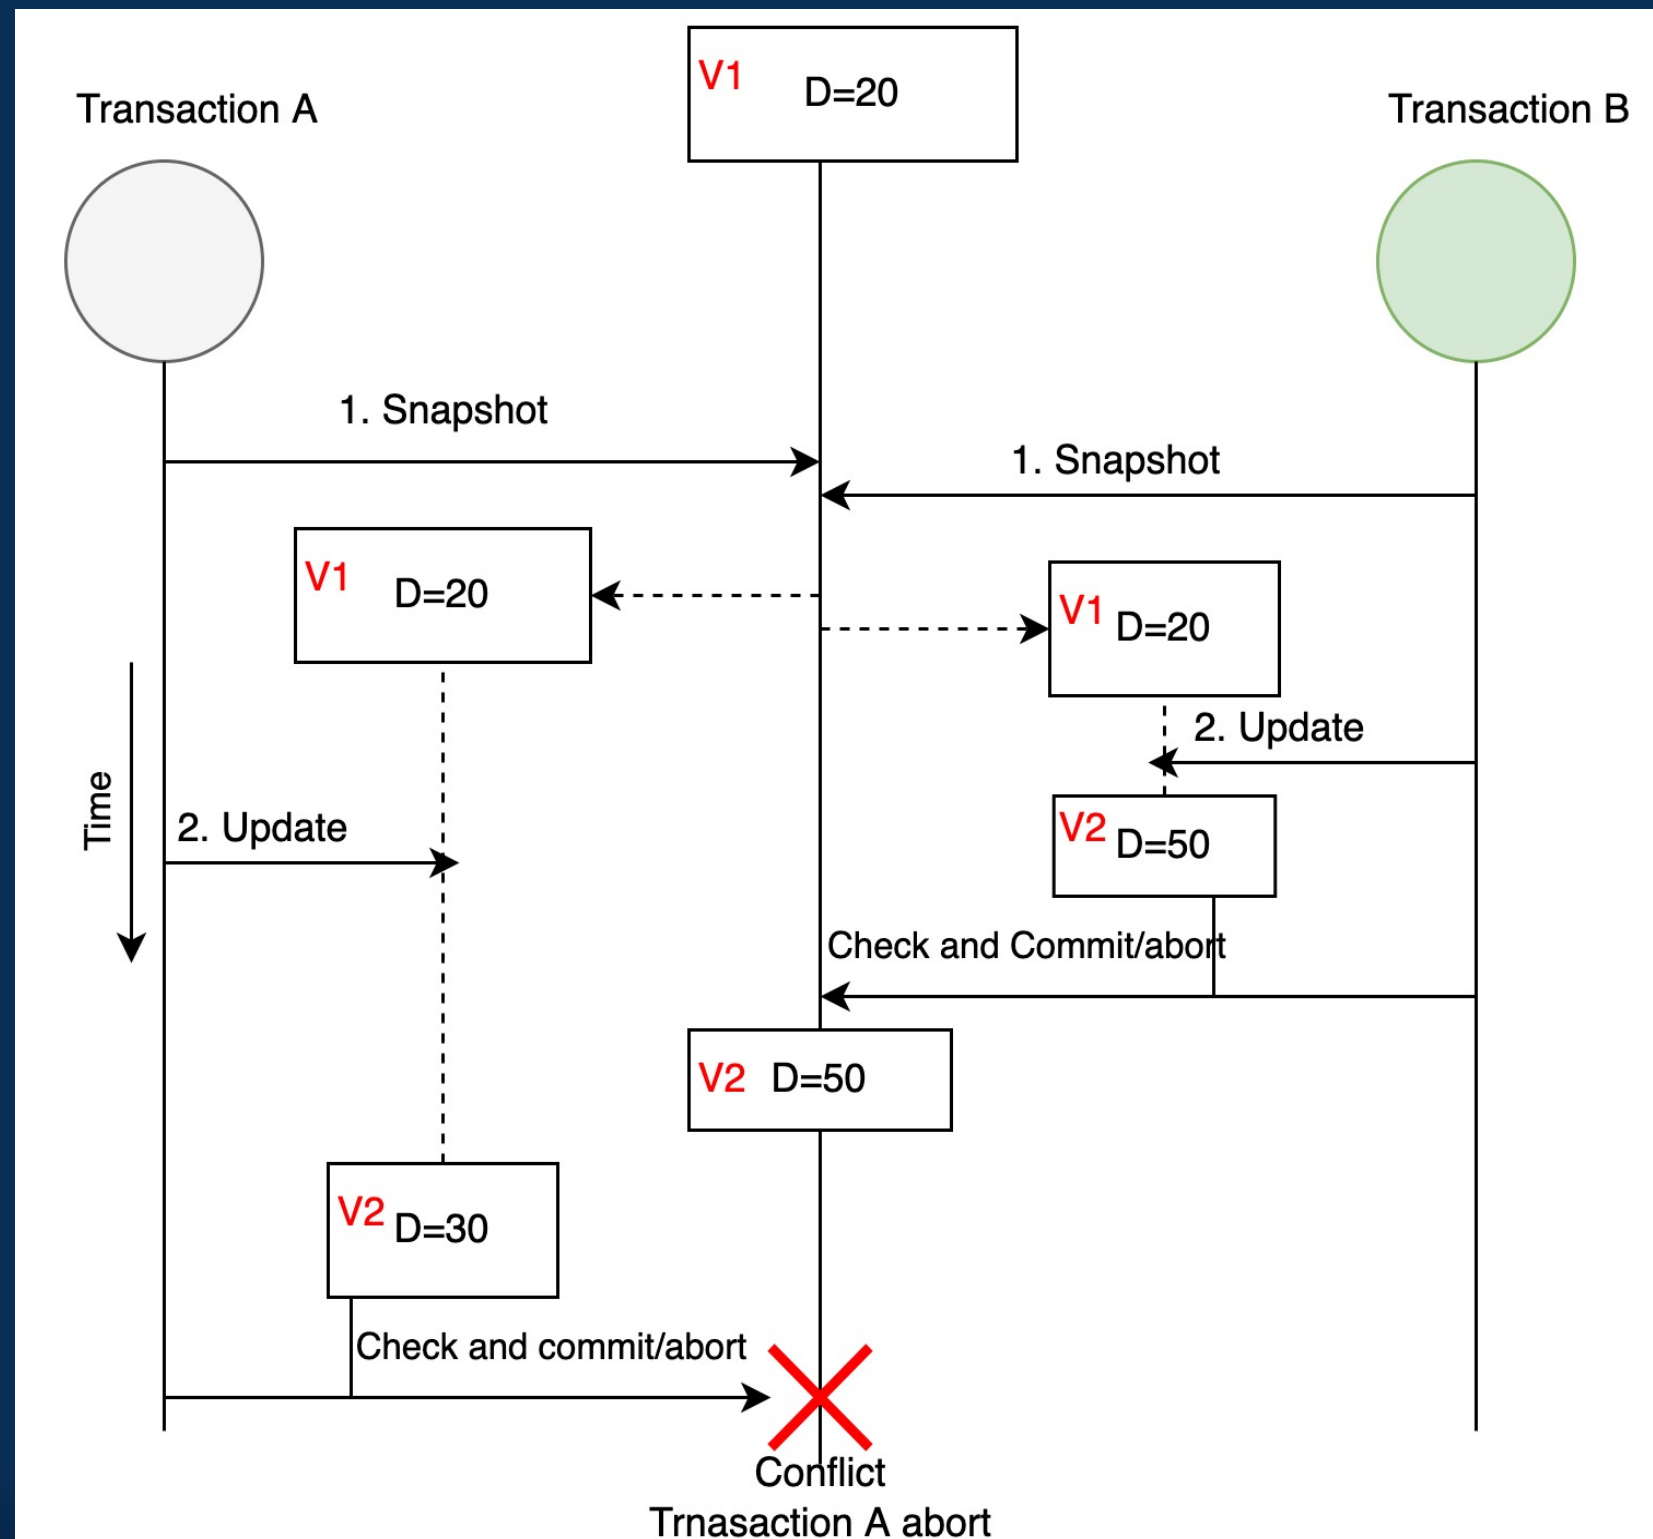 V1 D=20
Transaction A
Transaction B
1. Snapshot
1. Snapshot
V1 D=20
V1 D=20
2. Update
Time
2. Update
V2 D=50
Check and Commit/abort
V2 D=50
V2 D=30
Check and commit/abort
Conflict
Trnasaction A abort